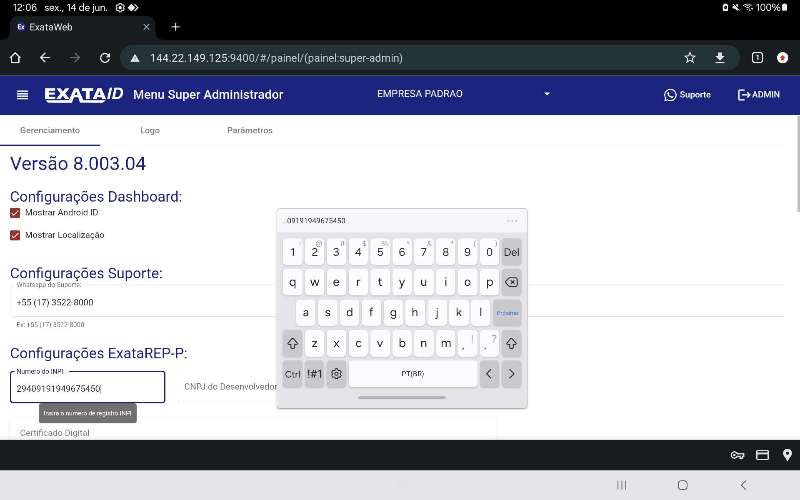 12:06 sex., 14 de jun. 100%
ExataWeb
144.22.149.125:9400/#/painel/(painel:super-admin) 1
EXATA ID Menu Super Administrador EMPRESA PADRAO Suporte ADMIN
Gerenciamento Logo Parâmetros
Versão 8.003.04
Configurações Dashboard:
Mostrar Android ID
Mostrar Localização
Configurações Suporte:
Whatsapp do Suporte:
+55 (17) 3522-8000
Ex: +55 (17) 3522-8000
Configurações ExataREP-P:
Numero do INPI:
29409191949675450
CNPJ do Desenvolvedor
Insira o numero de registro INPI
Certificado Digital
..09191949675450
1 2 3 4 5 6 7 8 9 0 Del
q w e r t y u i o p
a s d f g h j k l Próximo
z x c v b n m , ! . ?
Ctrl !#1 PT(BR) < >